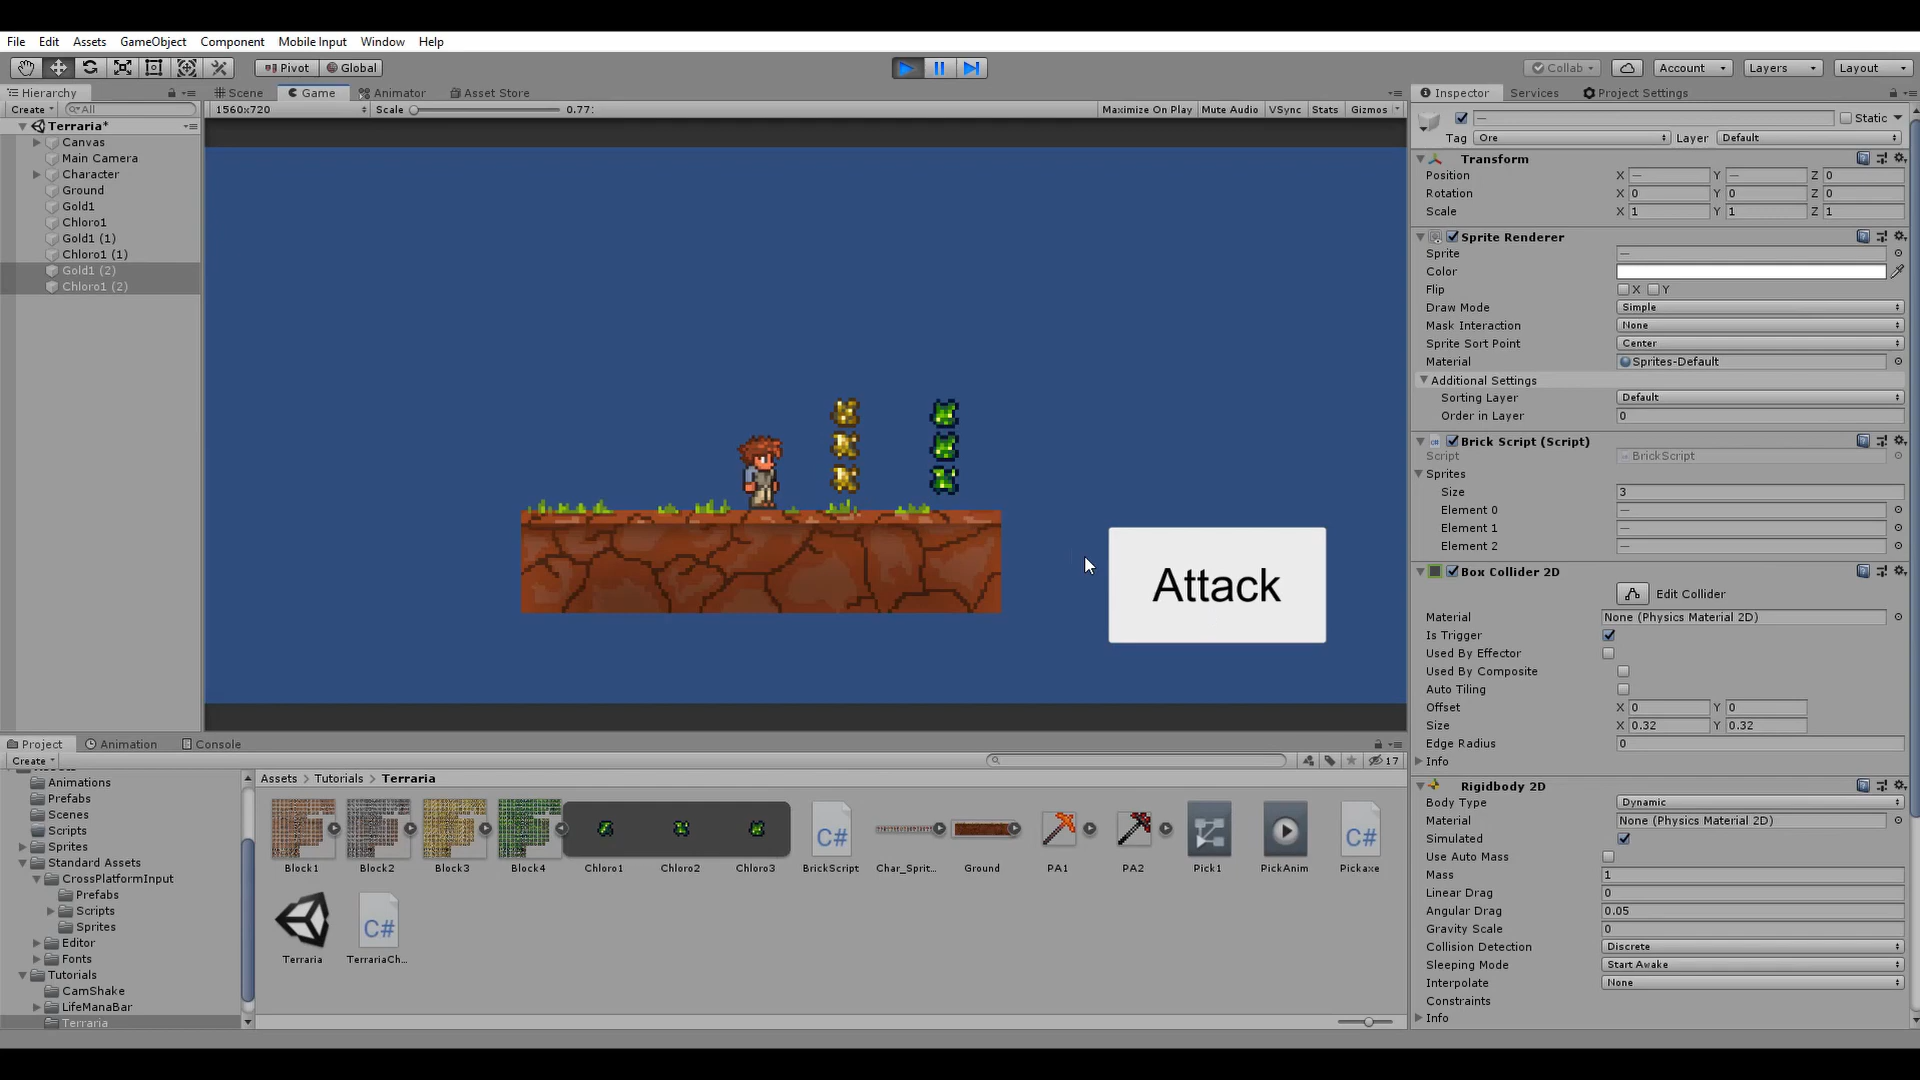 File Edit Assets GameObject Component Mobile Input Window Help
Pivot Global Collab Account Layers Layout
Hierarchy
Create All
Terraria*
Canvas
Main Camera
Character
Ground
Gold1
Chloro1
Gold1 (1)
Chloro1 (1)
Gold1 (2)
Chloro1 (2)
Scene Game Animator Asset Store
1560x720 Scale 0.77: Maximize On Play Mute Audio VSync Stats Gizmos
Attack
Inspector Services Project Settings
— Static
Tag Ore Layer Default
Transform
Position X — Y — Z 0
Rotation X 0 Y 0 Z 0
Scale X 1 Y 1 Z 1
Sprite Renderer
Sprite —
Color
Flip X Y
Draw Mode Simple
Mask Interaction None
Sprite Sort Point Center
Material Sprites-Default
Additional Settings
Sorting Layer Default
Order in Layer 0
Brick Script (Script)
Script BrickScript
Sprites
Size 3
Element 0 —
Element 1 —
Element 2 —
Box Collider 2D
Edit Collider
Material None (Physics Material 2D)
Is Trigger
Used By Effector
Used By Composite
Auto Tiling
Offset X 0 Y 0
Size X 0.32 Y 0.32
Edge Radius 0
Info
Rigidbody 2D
Body Type Dynamic
Material None (Physics Material 2D)
Simulated
Use Auto Mass
Mass 1
Linear Drag 0
Angular Drag 0.05
Gravity Scale 0
Collision Detection Discrete
Sleeping Mode Start Awake
Interpolate None
Constraints
Info
Project Animation Console
Create 17
Animations
Prefabs
Scenes
Scripts
Sprites
Standard Assets
CrossPlatformInput
Prefabs
Scripts
Sprites
Editor
Fonts
Tutorials
CamShake
LifeManaBar
Terraria
Assets Tutorials Terraria
C# C#
Block1 Block2 Block3 Block4 Chloro1 Chloro2 Chloro3 BrickScript Char_Sprit... Ground PA1 PA2 Pick1 PickAnim Pickaxe
C#
Terraria TerrariaCh...